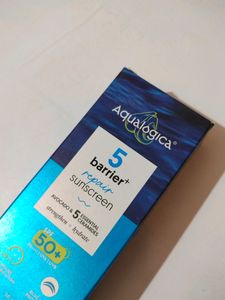 Aqualogica®
5
barrier+
repair
sunscreen
AVOCADO & 5 ESSENTIAL
CERAMIDES
strengthen + hydrate
SPF
50+